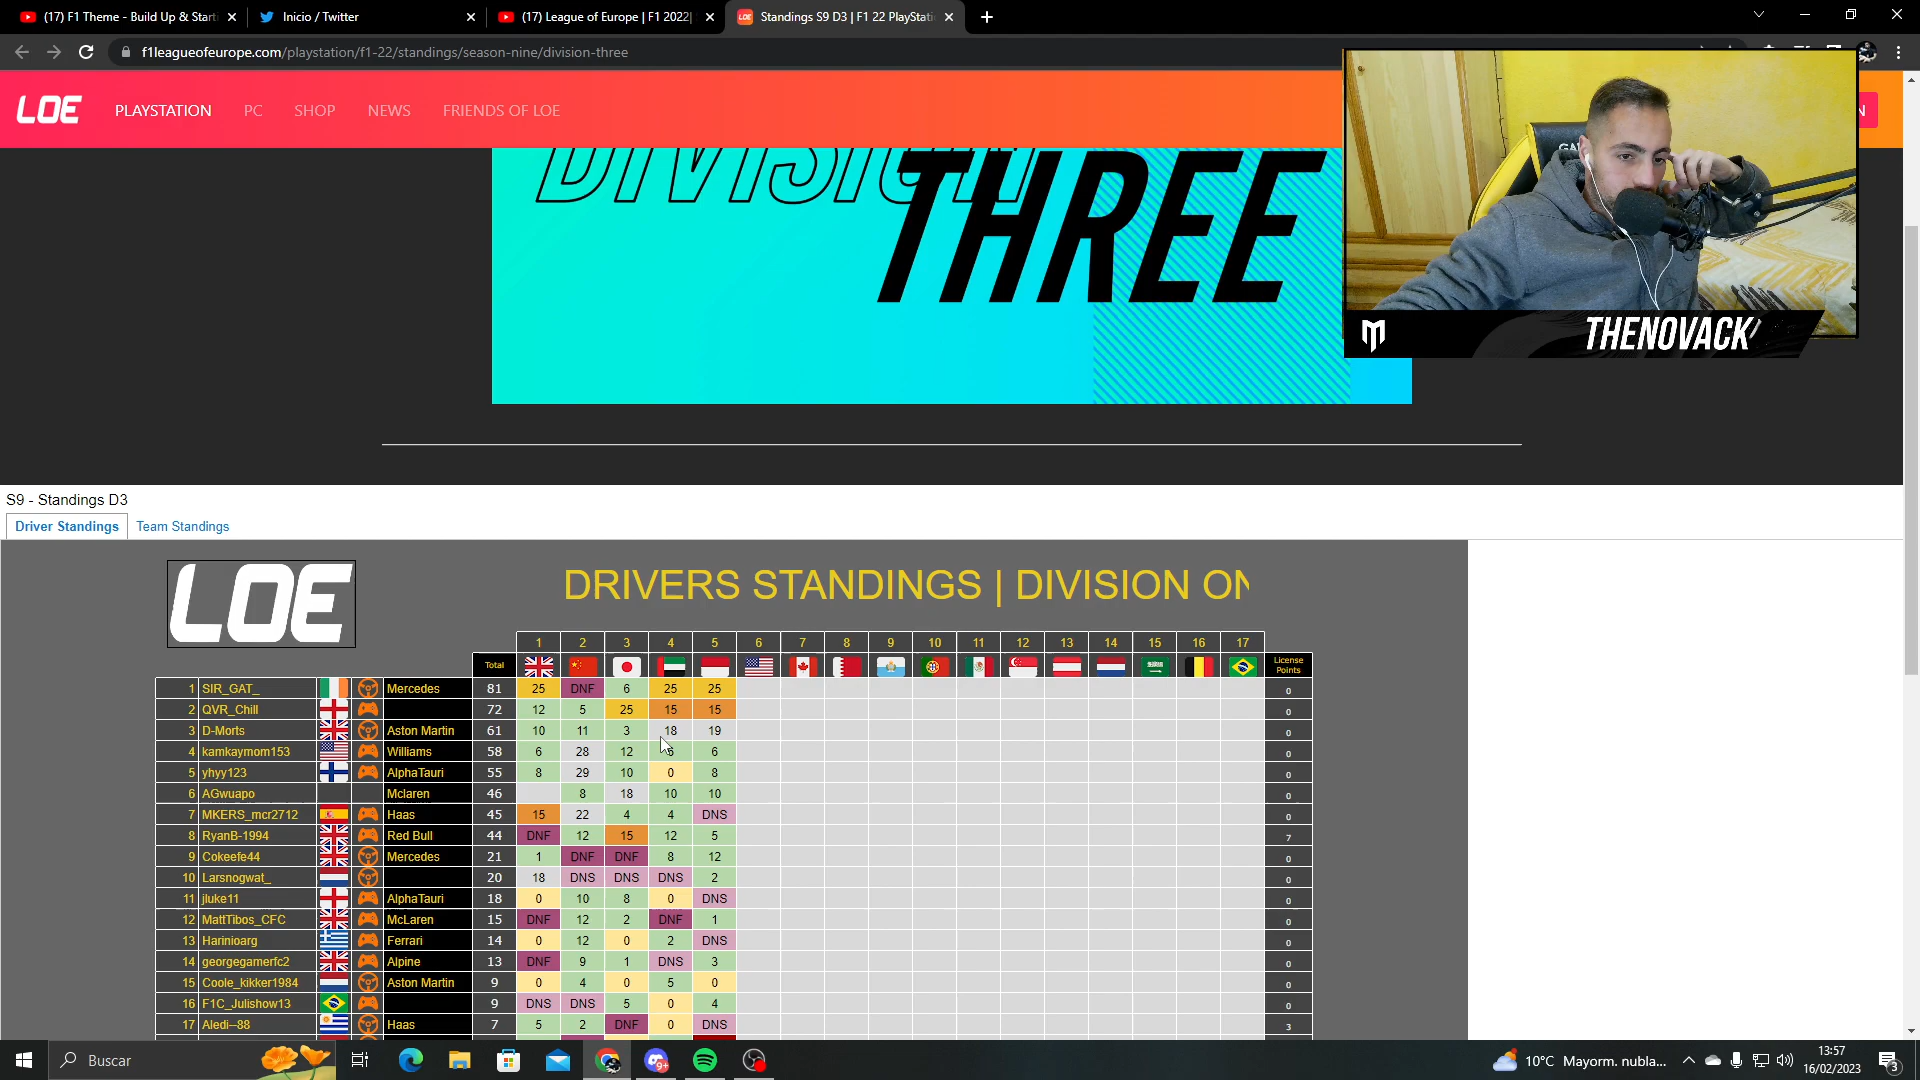 (17) F1 Theme - Build Up & Starti
Inicio / Twitter
(17) League of Europe | F1 2022|
Standings S9 D3 | F1 22 PlayStati
f1leagueofeurope.com/playstation/f1-22/standings/season-nine/division-three
LOE PLAYSTATION PC SHOP NEWS FRIENDS OF LOE
DIVISION
THREE
THENOVACK
S9 - Standings D3
Driver Standings Team Standings
LOE
DRIVERS STANDINGS | DIVISION ON
1 2 3 4 5 6 7 8 9 10 11 12 13 14 15 16 17
Total License Points
1 SIR_GAT_ Mercedes 81 25 DNF 6 25 25 0
2 QVR_Chill 72 12 5 25 15 15 0
3 D-Morts Aston Martin 61 10 11 3 18 19 0
4 kamkaymom153 Williams 58 6 28 12 6 6 0
5 yhyy123 AlphaTauri 55 8 29 10 0 8 0
6 AGwuapo Mclaren 46 8 18 10 10 0
7 MKERS_mcr2712 Haas 45 15 22 4 4 DNS 0
8 RyanB-1994 Red Bull 44 DNF 12 15 12 5 7
9 Cokeefe44 Mercedes 21 1 DNF DNF 8 12 0
10 Larsnogwat_ 20 18 DNS DNS DNS 2 0
11 jluke11 AlphaTauri 18 0 10 8 0 DNS 0
12 MattTibos_CFC McLaren 15 DNF 12 2 DNF 1 0
13 Harinioarg Ferrari 14 0 12 0 2 DNS 0
14 georgegamerfc2 Alpine 13 DNF 9 1 DNS 3 0
15 Coole_kikker1984 Aston Martin 9 0 4 0 5 0 0
16 F1C_Julishow13 9 DNS DNS 5 0 4 0
17 Aledi--88 Haas 7 5 2 DNF 0 DNS 3
Buscar
10°C Mayorm. nubla...
13:57
16/02/2023
3